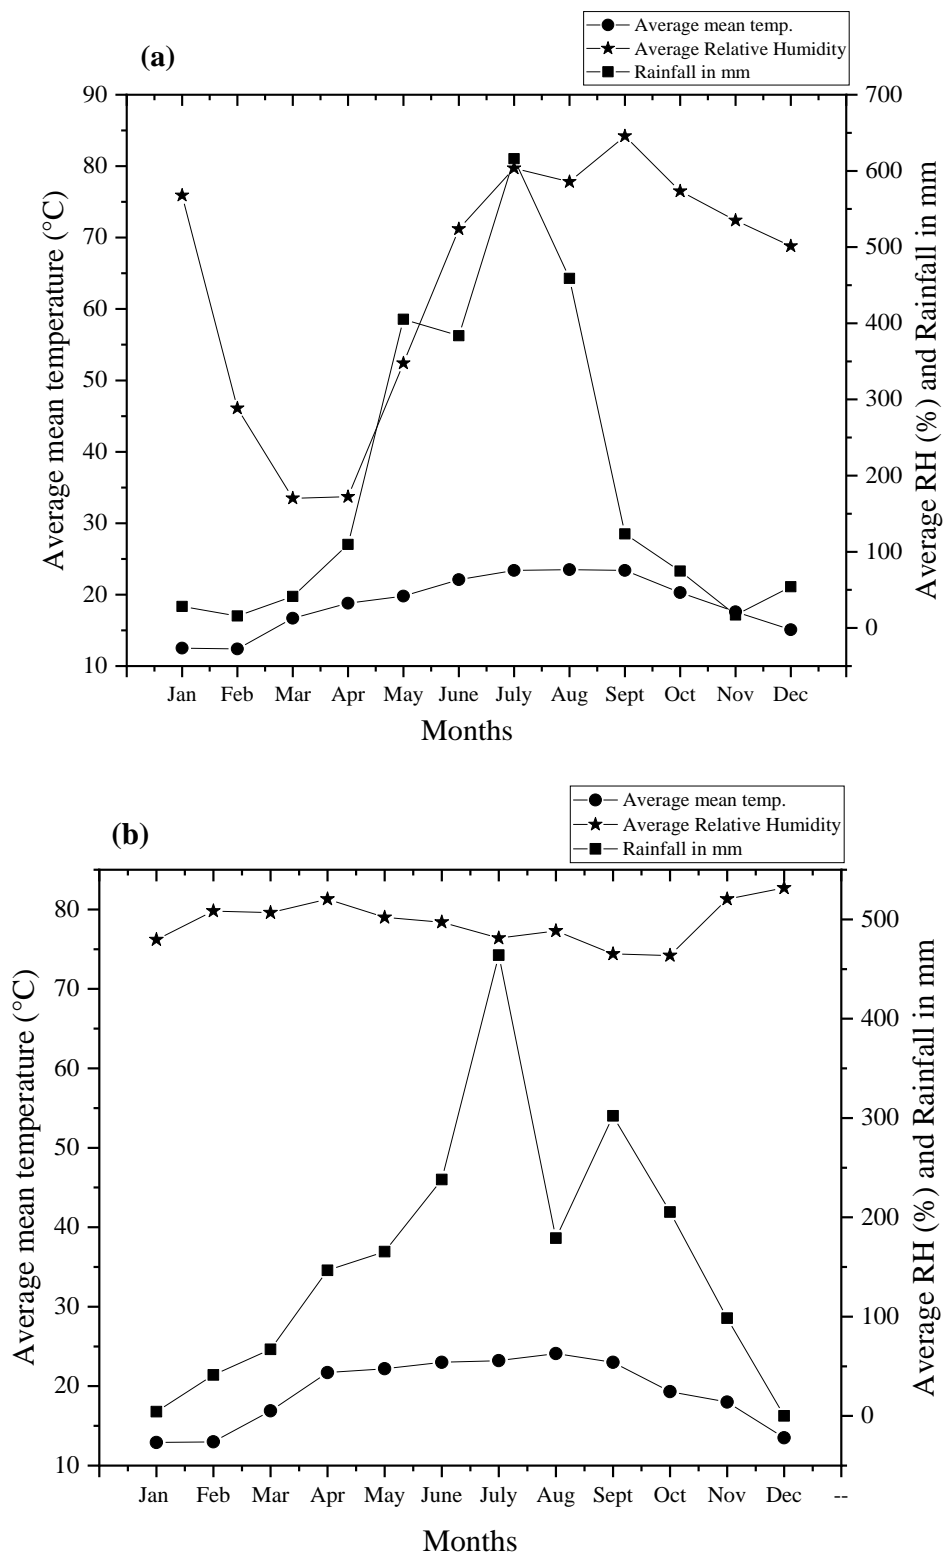 Average mean temp.
Average Relative Humidity
Rainfall in mm
(a)
90
80
70
60
50
40
30
20
10
Average mean temperature (°C)
700
600
500
400
300
200
100
0
Average RH (%) and Rainfall in mm
Jan Feb Mar Apr May June July Aug Sept Oct Nov Dec
Months
Average mean temp.
Average Relative Humidity
Rainfall in mm
(b)
80
70
60
50
40
30
20
10
Average mean temperature (°C)
500
400
300
200
100
0
Average RH (%) and Rainfall in mm
Jan Feb Mar Apr May June July Aug Sept Oct Nov Dec --
Months